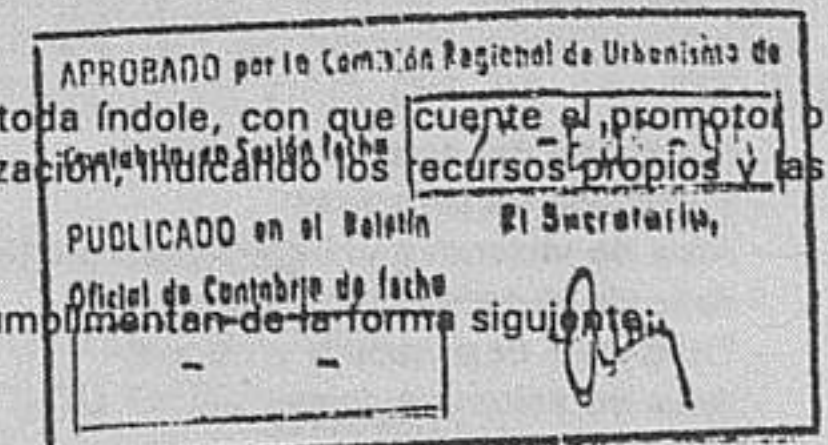 APROBADO por la Comisión Regional de Urbanismo de
toda índole, con que cuente el promotor o
Cantabria en Sesión fecha
zación, indicando los recursos propios y las
PUBLICADO en el Boletín El Secretario,
Oficial de Cantabria de fecha
umplimentan de la forma siguiente:
- -